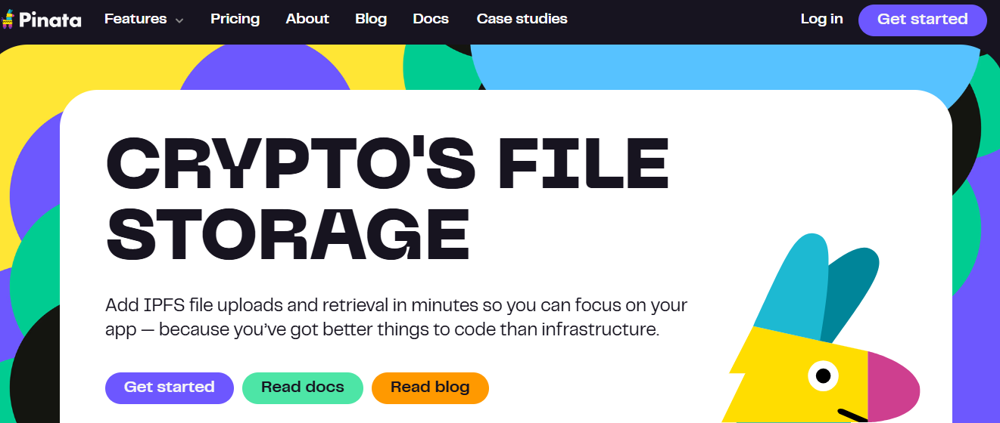 Pinata Features Pricing About Blog Docs Case studies Log in Get started
CRYPTO'S FILE
STORAGE
Add IPFS file uploads and retrieval in minutes so you can focus on your
app — because you’ve got better things to code than infrastructure.
Get started Read docs Read blog